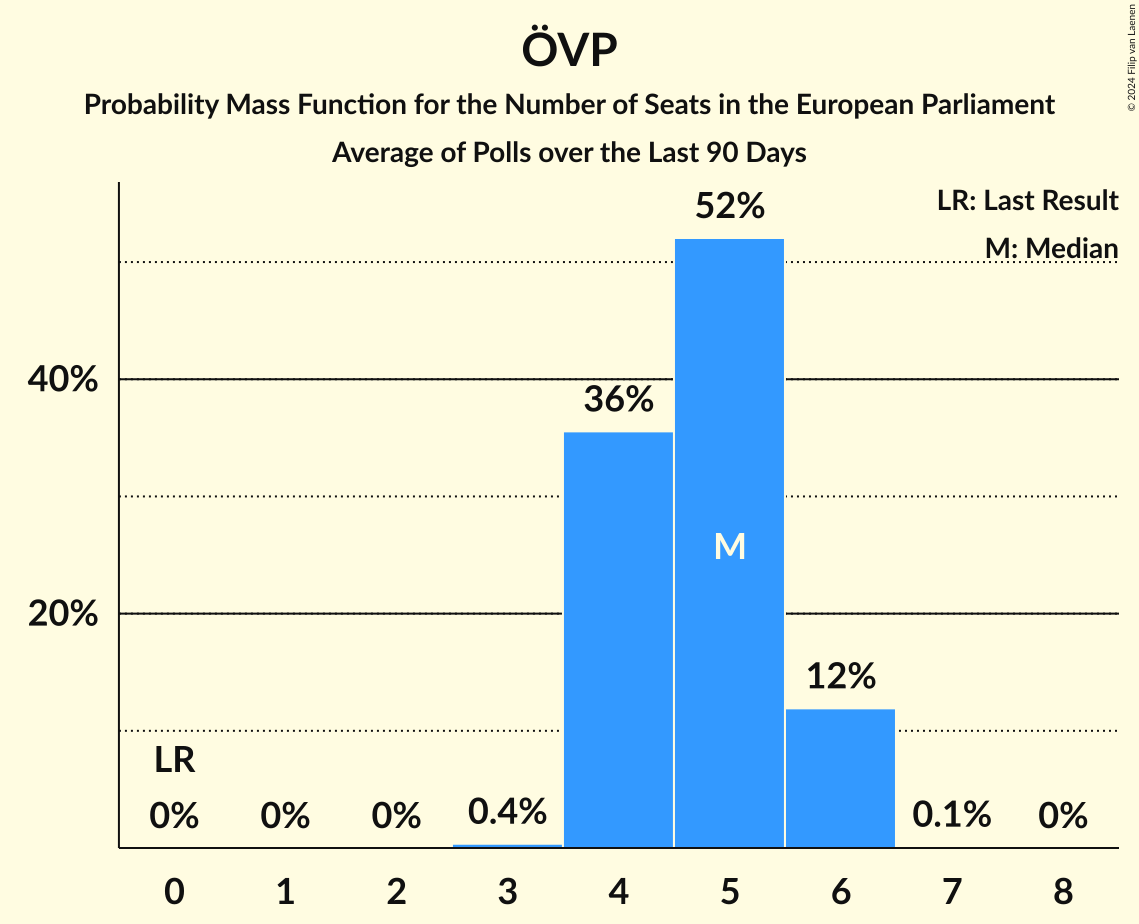 ÖVP
Probability Mass Function for the Number of Seats in the European Parliament
Average of Polls over the Last 90 Days
© 2024 Filip van Laenen
LR: Last Result
M: Median
52%
40%
36%
M
20%
12%
LR
0% 0% 0% 0.4% 0.1% 0%
0 1 2 3 4 5 6 7 8